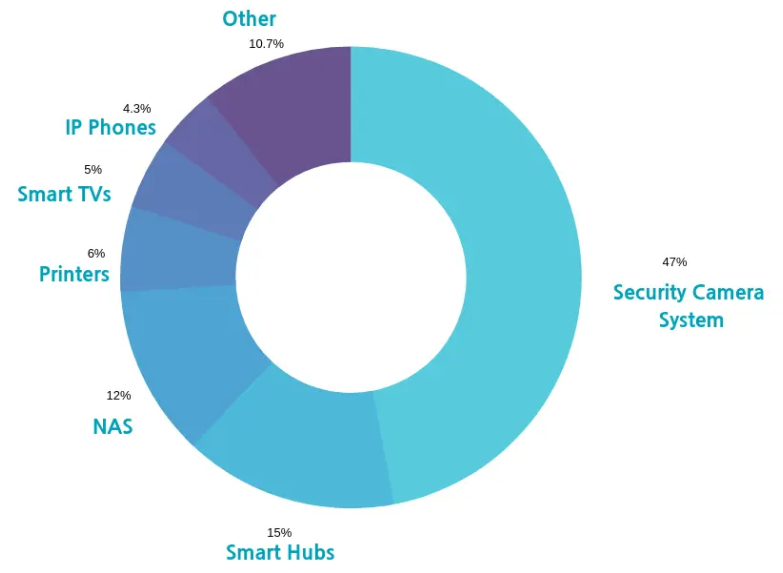 Other
10.7%
4.3%
IP Phones
5%
Smart TVs
6%
Printers
47%
Security Camera
System
12%
NAS
15%
Smart Hubs